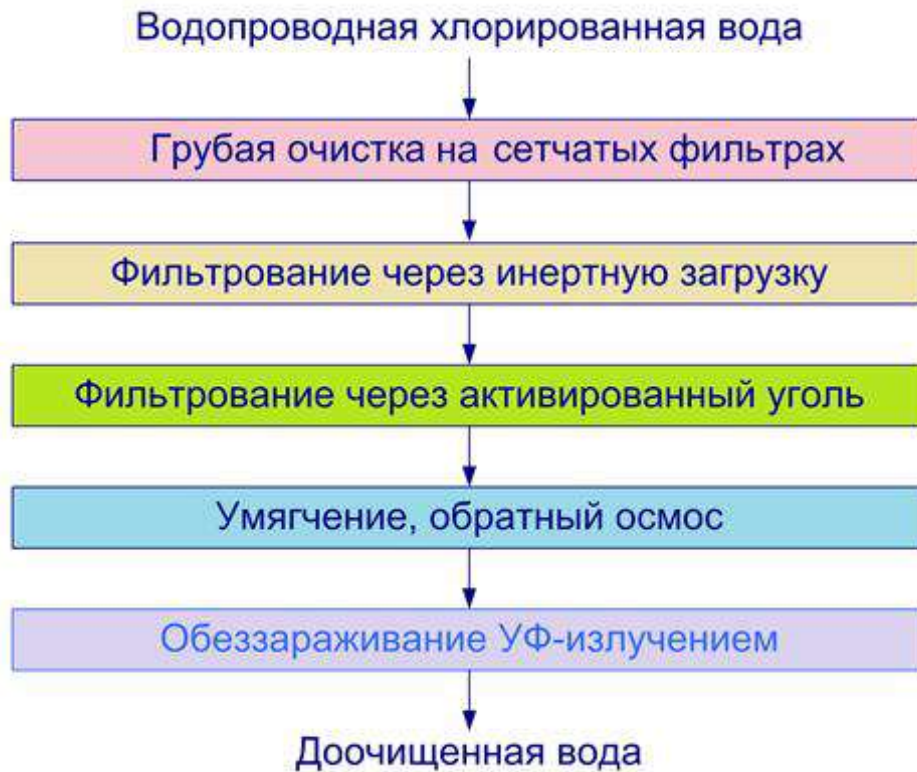 Водопроводная хлорированная вода
Грубая очистка на сетчатых фильтрах
Фильтрование через инертную загрузку
Фильтрование через активированный уголь
Умягчение, обратный осмос
Обеззараживание УФ-излучением
Доочищенная вода